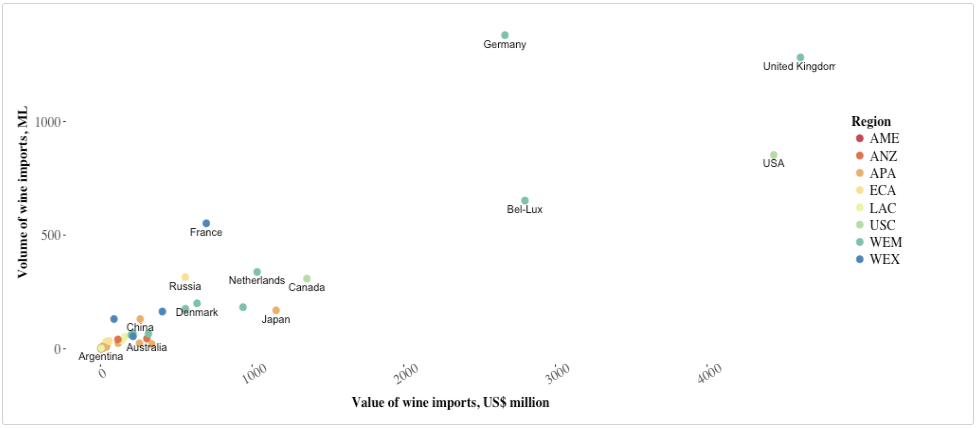 Germany
United Kingdom
Volume of wine imports, ML
1000
Region
AME
ANZ
APA
ECA
LAC
USC
WEM
WEX
USA
Bel-Lux
500
France
Russia
Netherlands
Canada
Denmark
Japan
China
0
Argentina
Australia
0
1000
2000
3000
4000
Value of wine imports, US$ million